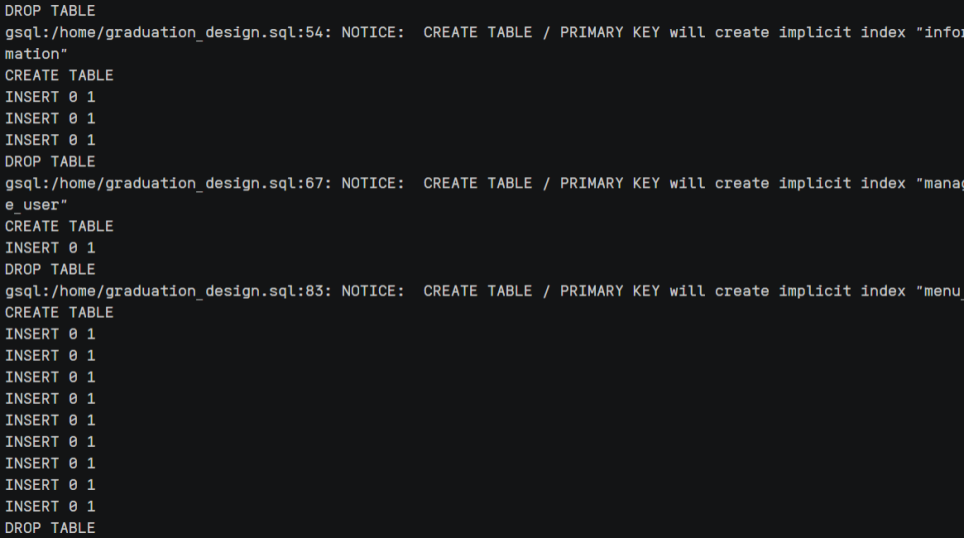 DROP TABLE
gsql:/home/graduation_design.sql:54: NOTICE:  CREATE TABLE / PRIMARY KEY will create implicit index "infor
mation"
CREATE TABLE
INSERT 0 1
INSERT 0 1
INSERT 0 1
DROP TABLE
gsql:/home/graduation_design.sql:67: NOTICE:  CREATE TABLE / PRIMARY KEY will create implicit index "manag
e_user"
CREATE TABLE
INSERT 0 1
DROP TABLE
gsql:/home/graduation_design.sql:83: NOTICE:  CREATE TABLE / PRIMARY KEY will create implicit index "menu_
CREATE TABLE
INSERT 0 1
INSERT 0 1
INSERT 0 1
INSERT 0 1
INSERT 0 1
INSERT 0 1
INSERT 0 1
INSERT 0 1
INSERT 0 1
DROP TABLE